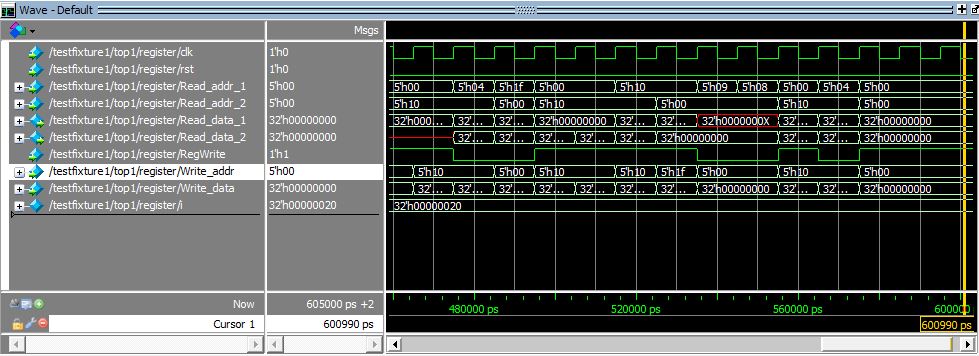 Wave - Default
Msgs
/testfixture1/top1/register/clk 1'h0
/testfixture1/top1/register/rst 1'h0
/testfixture1/top1/register/Read_addr_1 5'h00 5'h00 5'h04 5'h1f 5'h00 5'h10 5'h09 5'h08 5'h00 5'h04 5'h00
/testfixture1/top1/register/Read_addr_2 5'h00 5'h10 5'h00 5'h10 5'h00 5'h10 5'h00
/testfixture1/top1/register/Read_data_1 32'h00000000 32'h000... 32'... 32'... 32'h00000000 32'... 32'... 32'h0000000X 32'... 32'... 32'h00000000
/testfixture1/top1/register/Read_data_2 32'h00000000 32'... 32'... 32'... 32'... 32'... 32'h00000000 32'... 32'... 32'h00000000
/testfixture1/top1/register/RegWrite 1'h1
/testfixture1/top1/register/Write_addr 5'h00 5'h10 5'h00 5'h10 5'h10 5'h1f 5'h00 5'h10 5'h00
/testfixture1/top1/register/Write_data 32'h00000000 32'... 32'... 32'... 32'... 32'... 32'... 32'... 32'h00000000 32'... 32'... 32'h00000000
/testfixture1/top1/register/i 32'h00000020 32'h00000020
Now 605000 ps +2 480000 ps 520000 ps 560000 ps 600000
Cursor 1 600990 ps 600990 ps